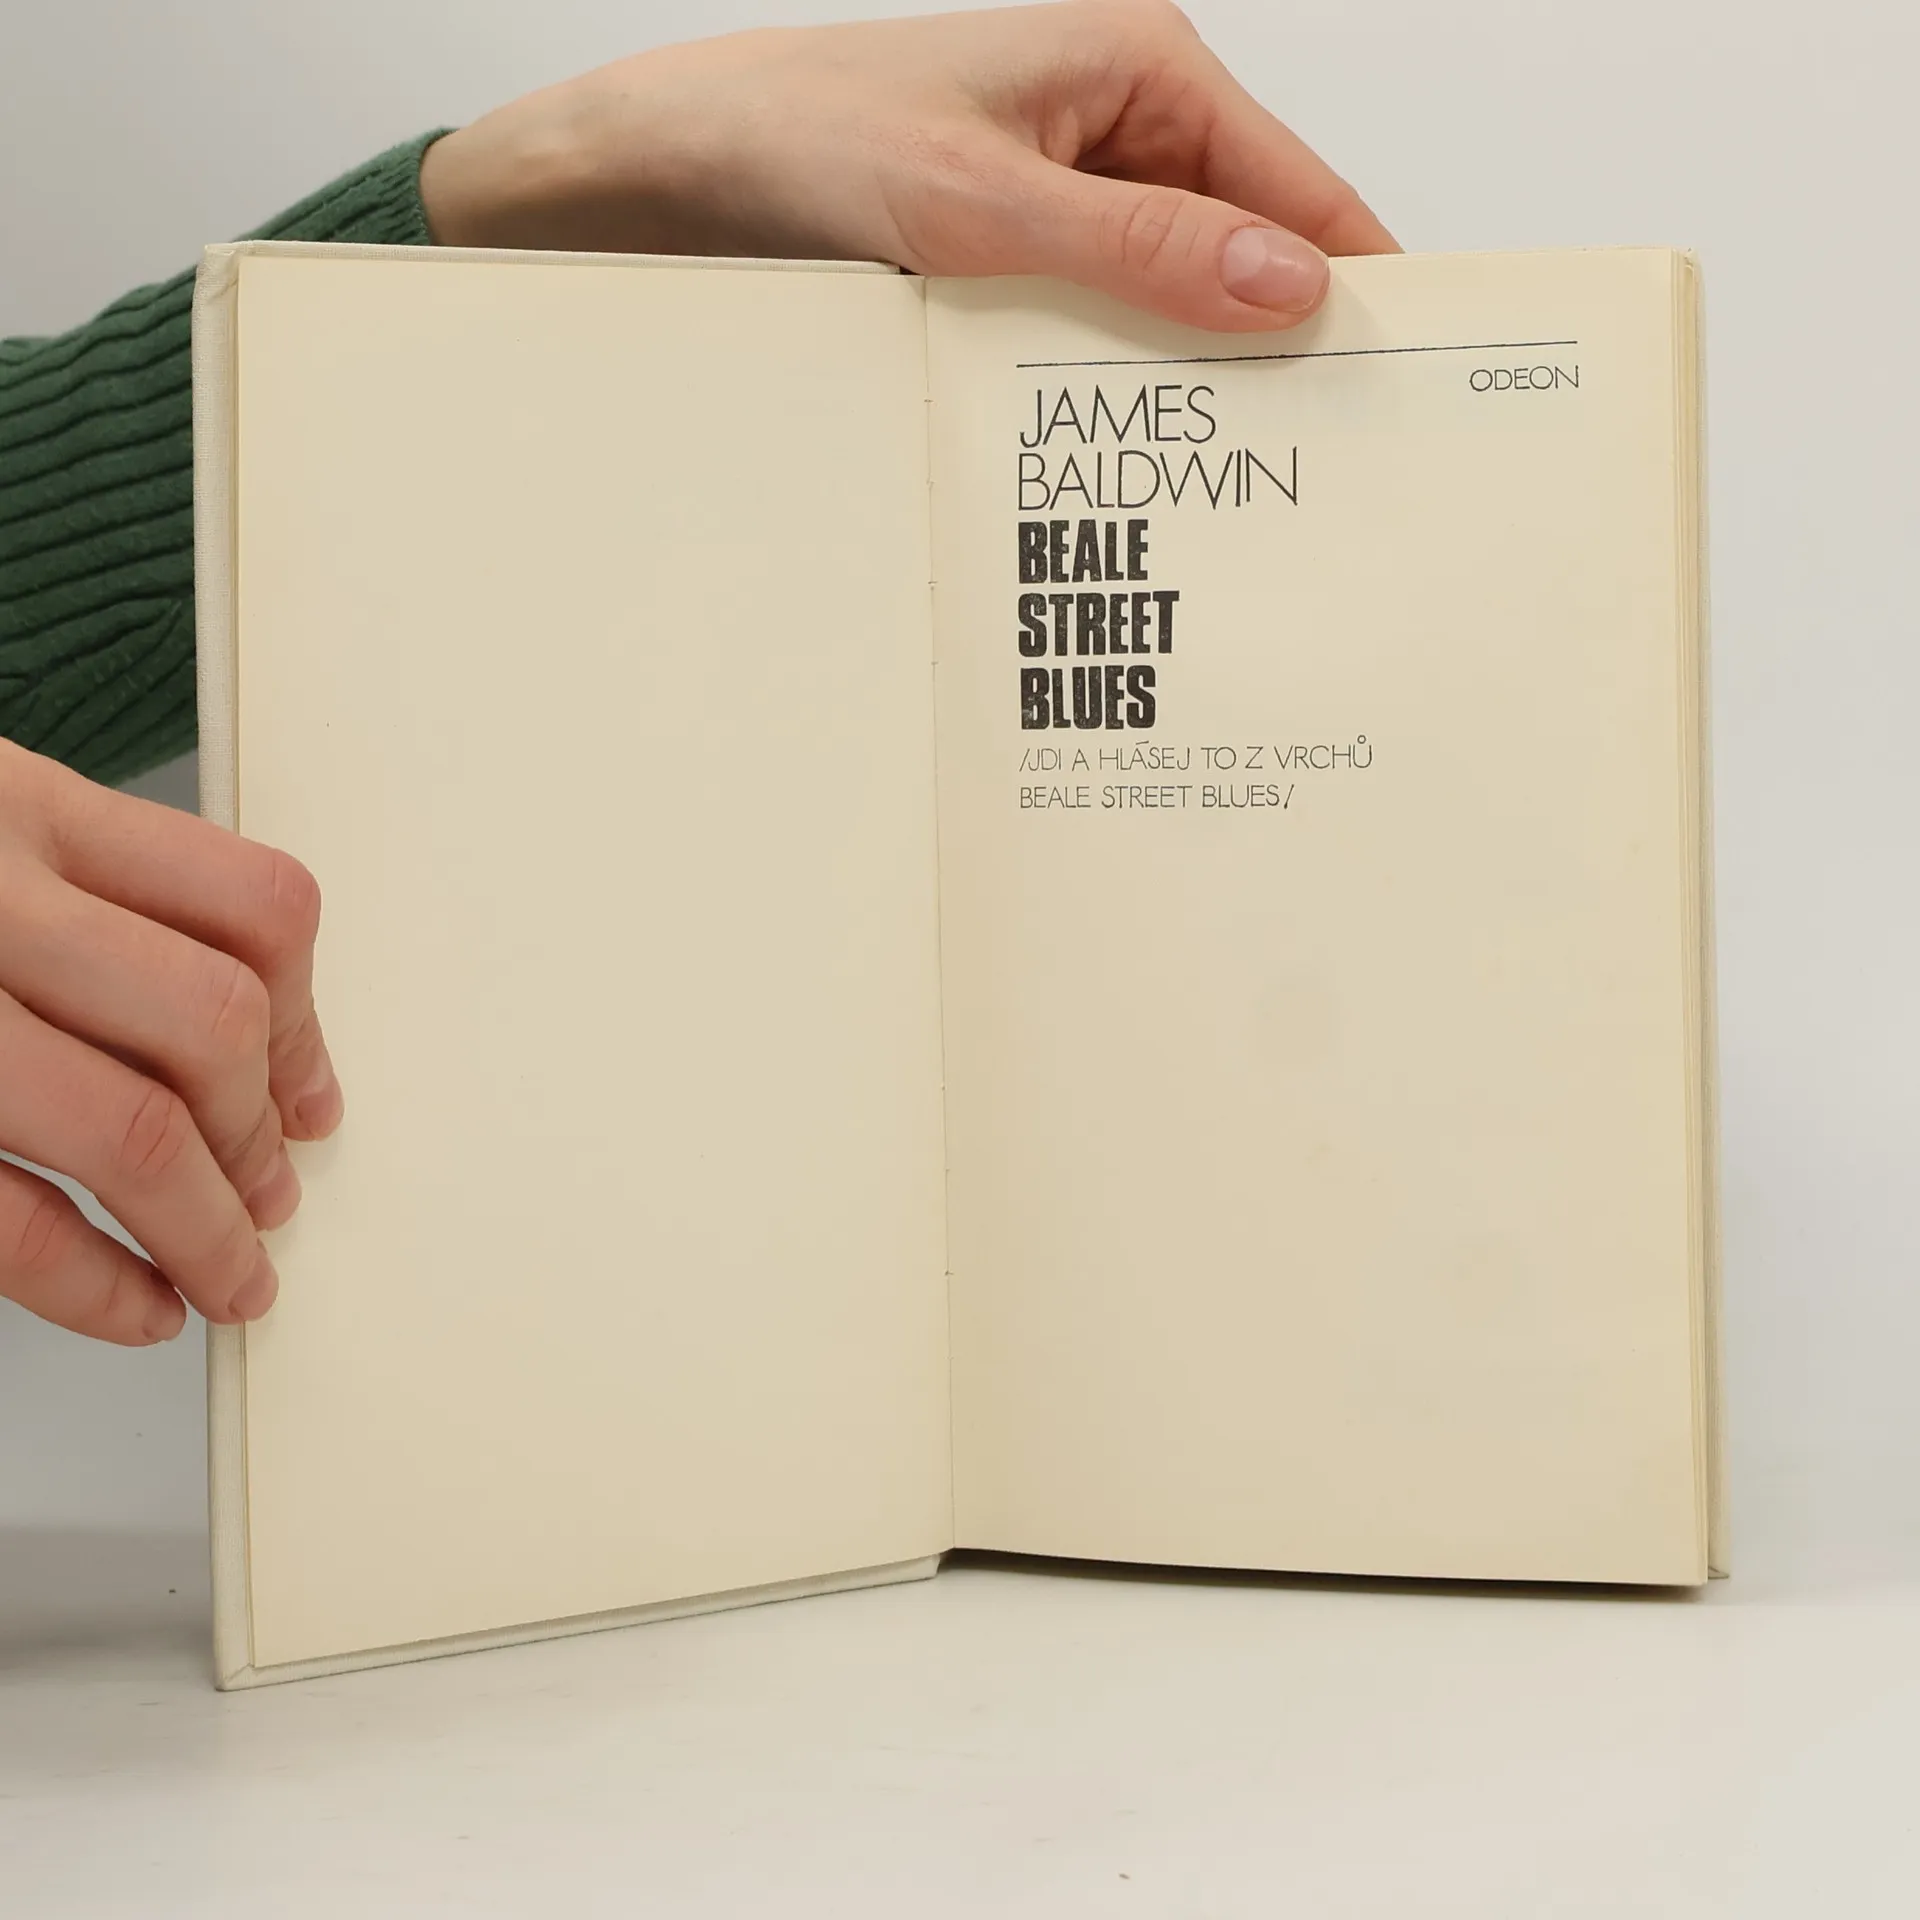 ODEON
JAMES
BALDWIN
BEALE
STREET
BLUES
/JDI A HLÁSEJ TO Z VRCHŮ
BEALE STREET BLUES/